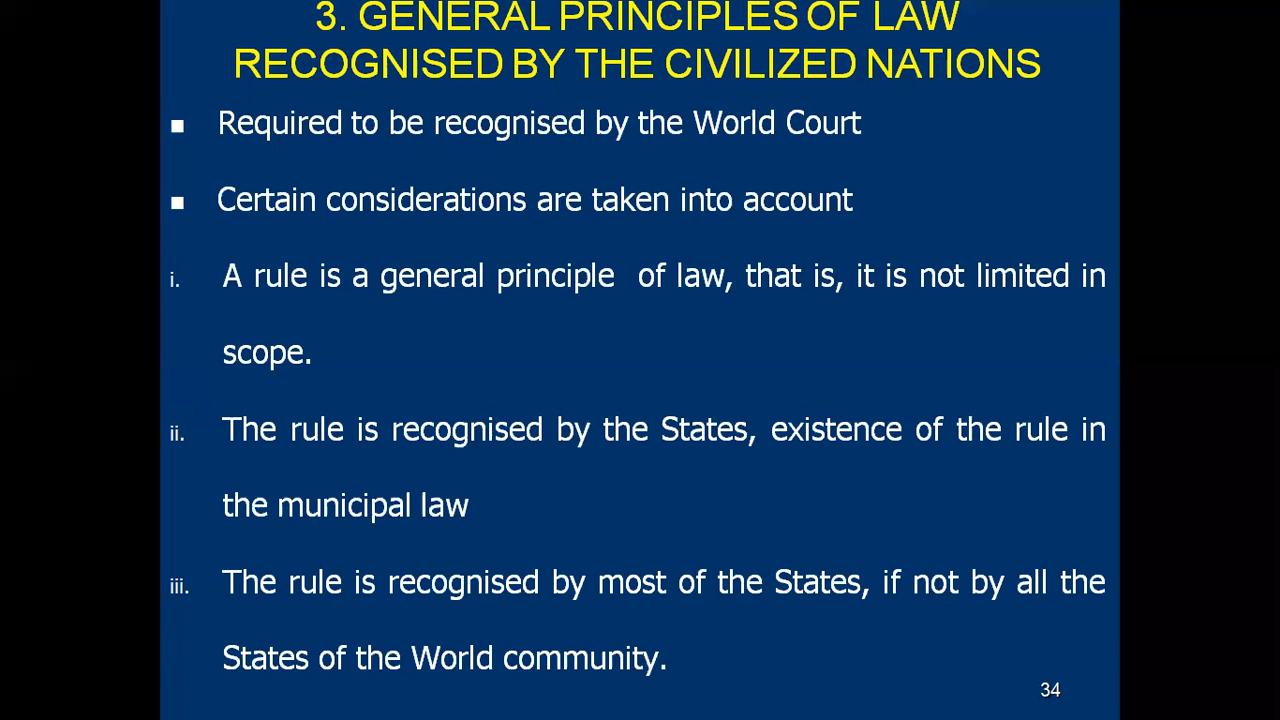 3. GENERAL PRINCIPLES OF LAW
RECOGNISED BY THE CIVILIZED NATIONS
■ Required to be recognised by the World Court
■ Certain considerations are taken into account
i. A rule is a general principle of law, that is, it is not limited in
scope.
ii. The rule is recognised by the States, existence of the rule in
the municipal law
iii. The rule is recognised by most of the States, if not by all the
States of the World community.
34